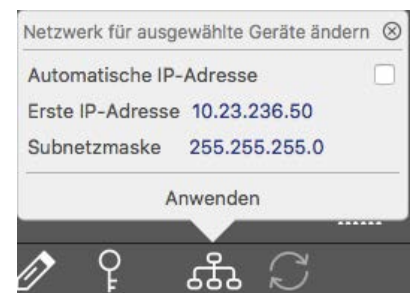 Netzwerk für ausgewählte Geräte ändern
Automatische IP-Adresse
Erste IP-Adresse 10.23.236.50
Subnetzmaske 255.255.255.0
Anwenden